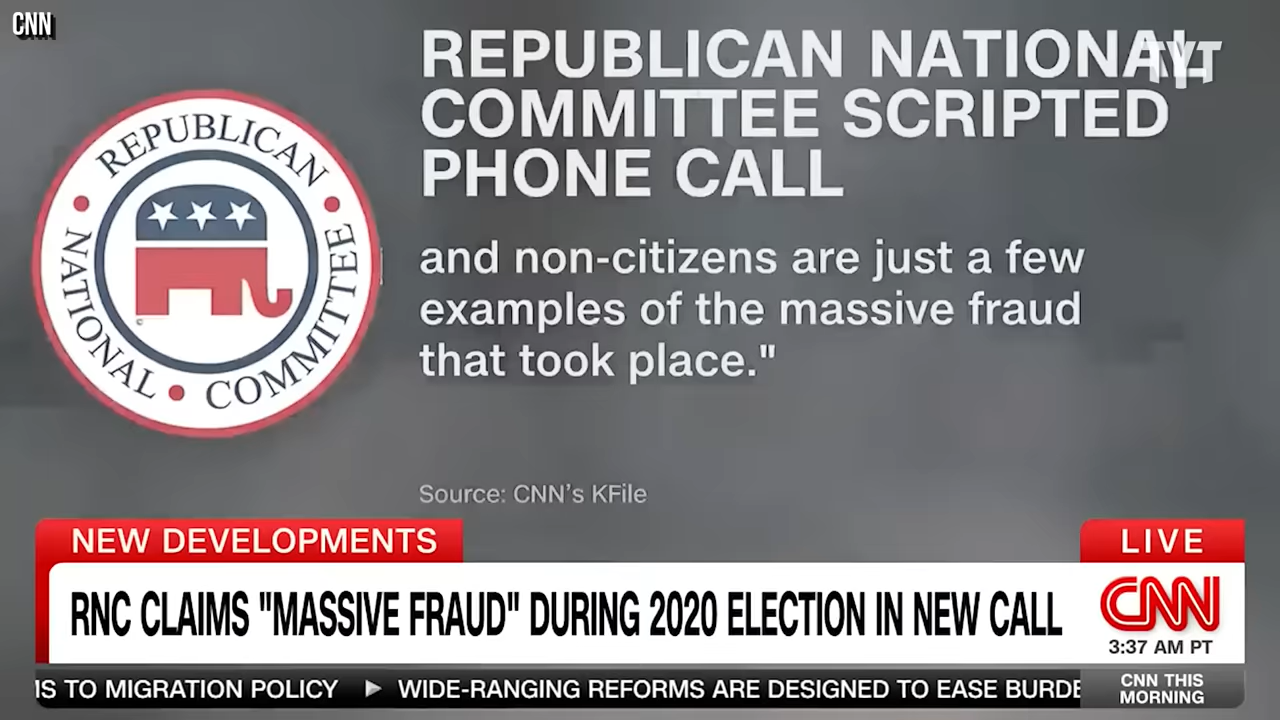 CNN
TYT
REPUBLICAN NATIONAL
COMMITTEE SCRIPTED
PHONE CALL
REPUBLICAN
NATIONAL
COMMITTEE
and non-citizens are just a few
examples of the massive fraud
that took place."
Source: CNN's KFile
NEW DEVELOPMENTS
LIVE
RNC CLAIMS "MASSIVE FRAUD" DURING 2020 ELECTION IN NEW CALL
CNN
3:37 AM PT
TO MIGRATION POLICY ▶ WIDE-RANGING REFORMS ARE DESIGNED TO EASE
CNN THIS
MORNING